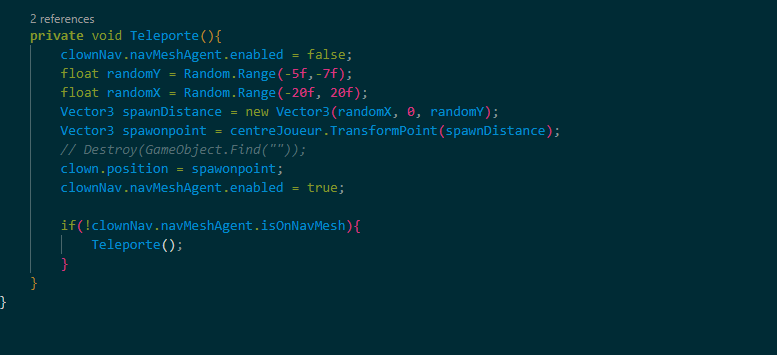 2 references
private void Teleporte(){
clownNav.navMeshAgent.enabled = false;
float randomY = Random.Range(-5f,-7f);
float randomX = Random.Range(-20f, 20f);
Vector3 spawnDistance = new Vector3(randomX, 0, randomY);
Vector3 spawonpoint = centreJoueur.TransformPoint(spawnDistance);
// Destroy(GameObject.Find(""));
clown.position = spawonpoint;
clownNav.navMeshAgent.enabled = true;
if(!clownNav.navMeshAgent.isOnNavMesh){
Teleporte();
}
}
}